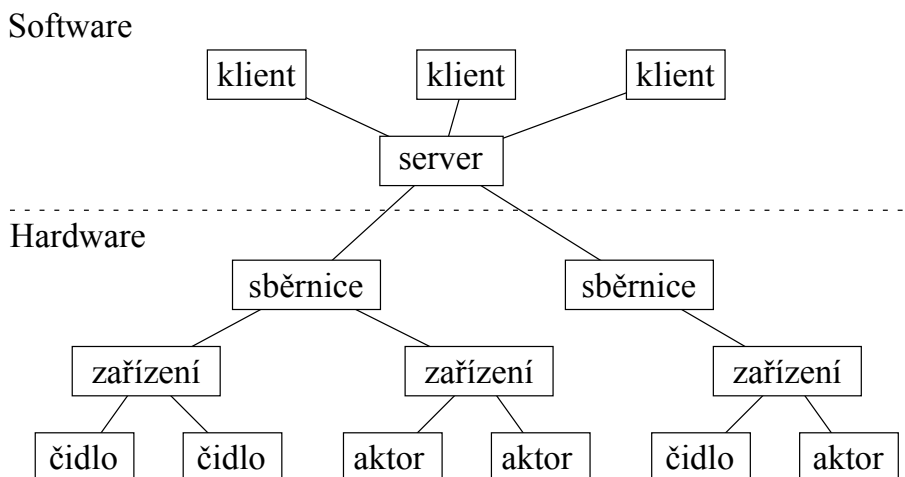 Software
klient klient klient
server
Hardware
sběrnice sběrnice
zařízení zařízení zařízení
čidlo čidlo aktor aktor čidlo aktor